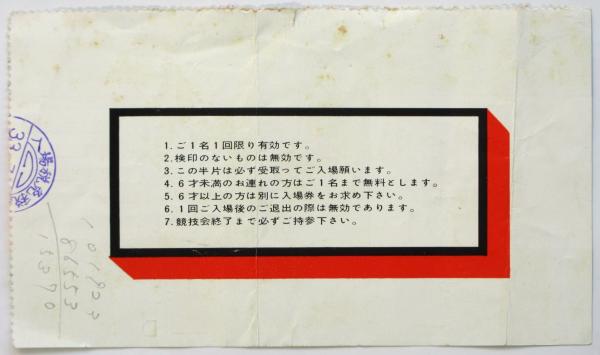 1. ご1名1回限り有効です。
2. 検印のないものは無効です。
3. この半片は必ず受取ってご入場願います。
4. 6才未満のお連れの方はご1名まで無料とします。
5. 6才以上の方は別に入場券をお求め下さい。
6. 1回ご入場後のご退出の際は無効であります。
7. 競技会終了まで必ずご持参下さい。